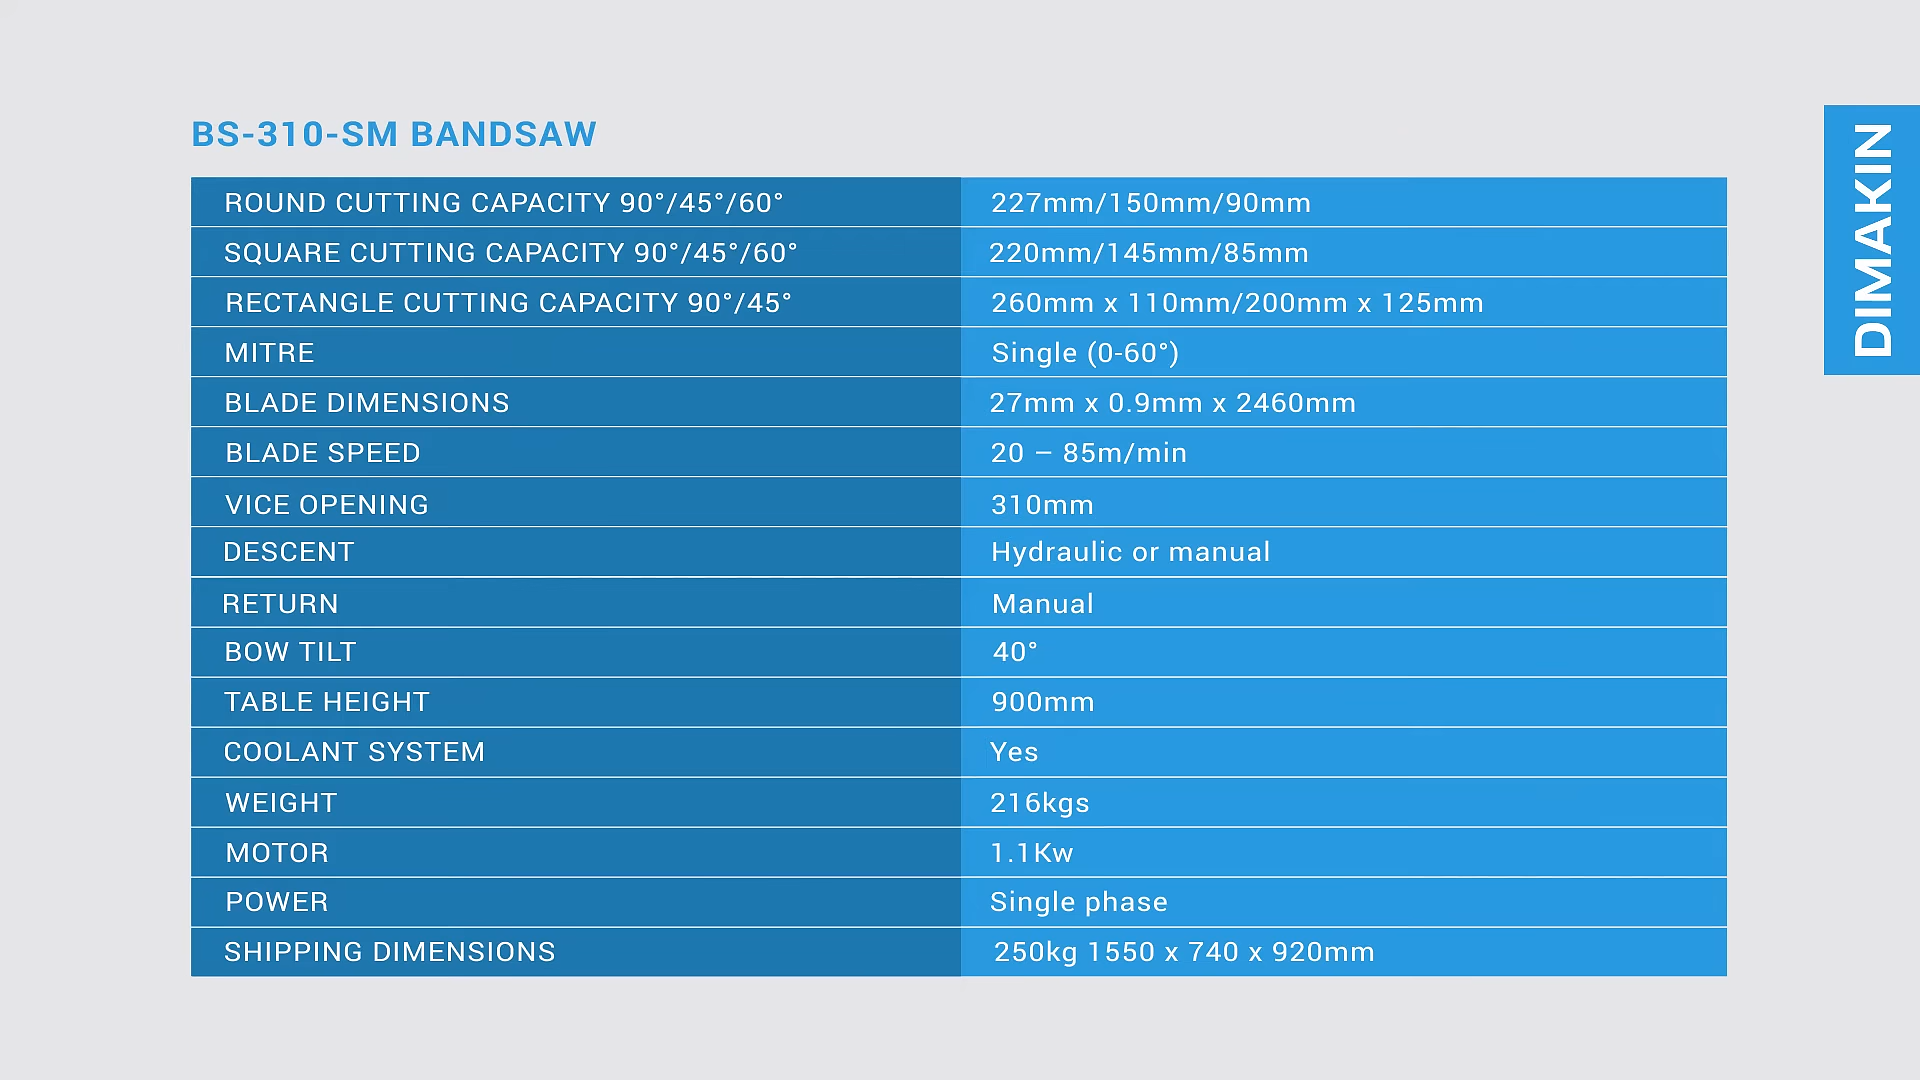 BS-310-SM BANDSAW
ROUND CUTTING CAPACITY 90°/45°/60° 227mm/150mm/90mm
SQUARE CUTTING CAPACITY 90°/45°/60° 220mm/145mm/85mm
RECTANGLE CUTTING CAPACITY 90°/45° 260mm x 110mm/200mm x 125mm
MITRE Single (0-60°)
BLADE DIMENSIONS 27mm x 0.9mm x 2460mm
BLADE SPEED 20 – 85m/min
VICE OPENING 310mm
DESCENT Hydraulic or manual
RETURN Manual
BOW TILT 40°
TABLE HEIGHT 900mm
COOLANT SYSTEM Yes
WEIGHT 216kgs
MOTOR 1.1Kw
POWER Single phase
SHIPPING DIMENSIONS 250kg 1550 x 740 x 920mm
DIMAKIN